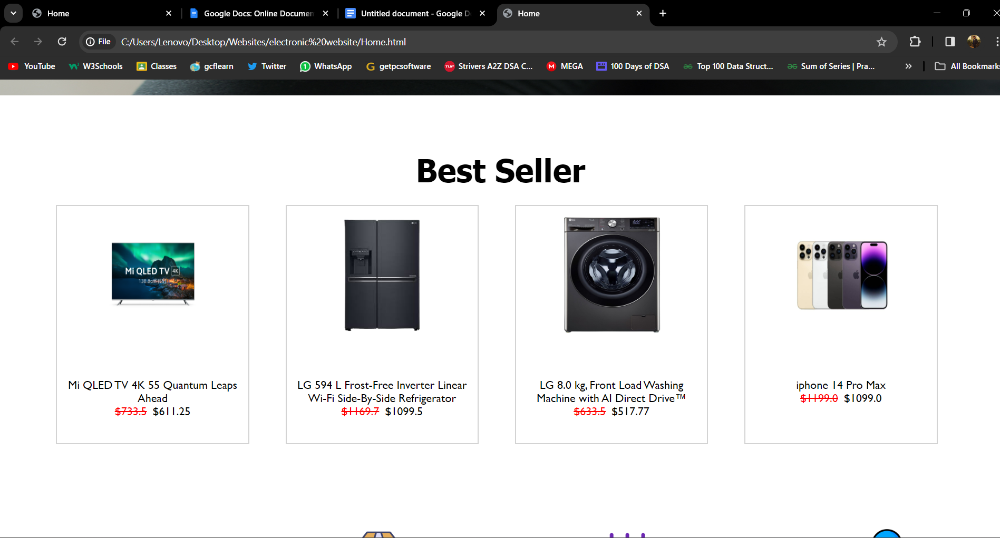 Home
Google Docs: Online Documen
Untitled document - Google D
Home
File
C:/Users/Lenovo/Desktop/Websites/electronic%20website/Home.html
YouTube
W3Schools
Classes
gcflearn
Twitter
1
WhatsApp
getpcsoftware
TUF
Strivers A2Z DSA C...
MEGA
100 Days of DSA
Top 100 Data Struct...
Sum of Series | Pra...
All Bookmarks
Best Seller
Mi QLED TV 4K
138.8cm (55)
LG
Mi QLED TV 4K 55 Quantum Leaps
Ahead
$733.5 $611.25
LG 594 L Frost-Free Inverter Linear
Wi-Fi Side-By-Side Refrigerator
$1169.7 $1099.5
LG 8.0 kg, Front Load Washing
Machine with AI Direct Drive™
$633.5 $517.77
iphone 14 Pro Max
$1199.0 $1099.0